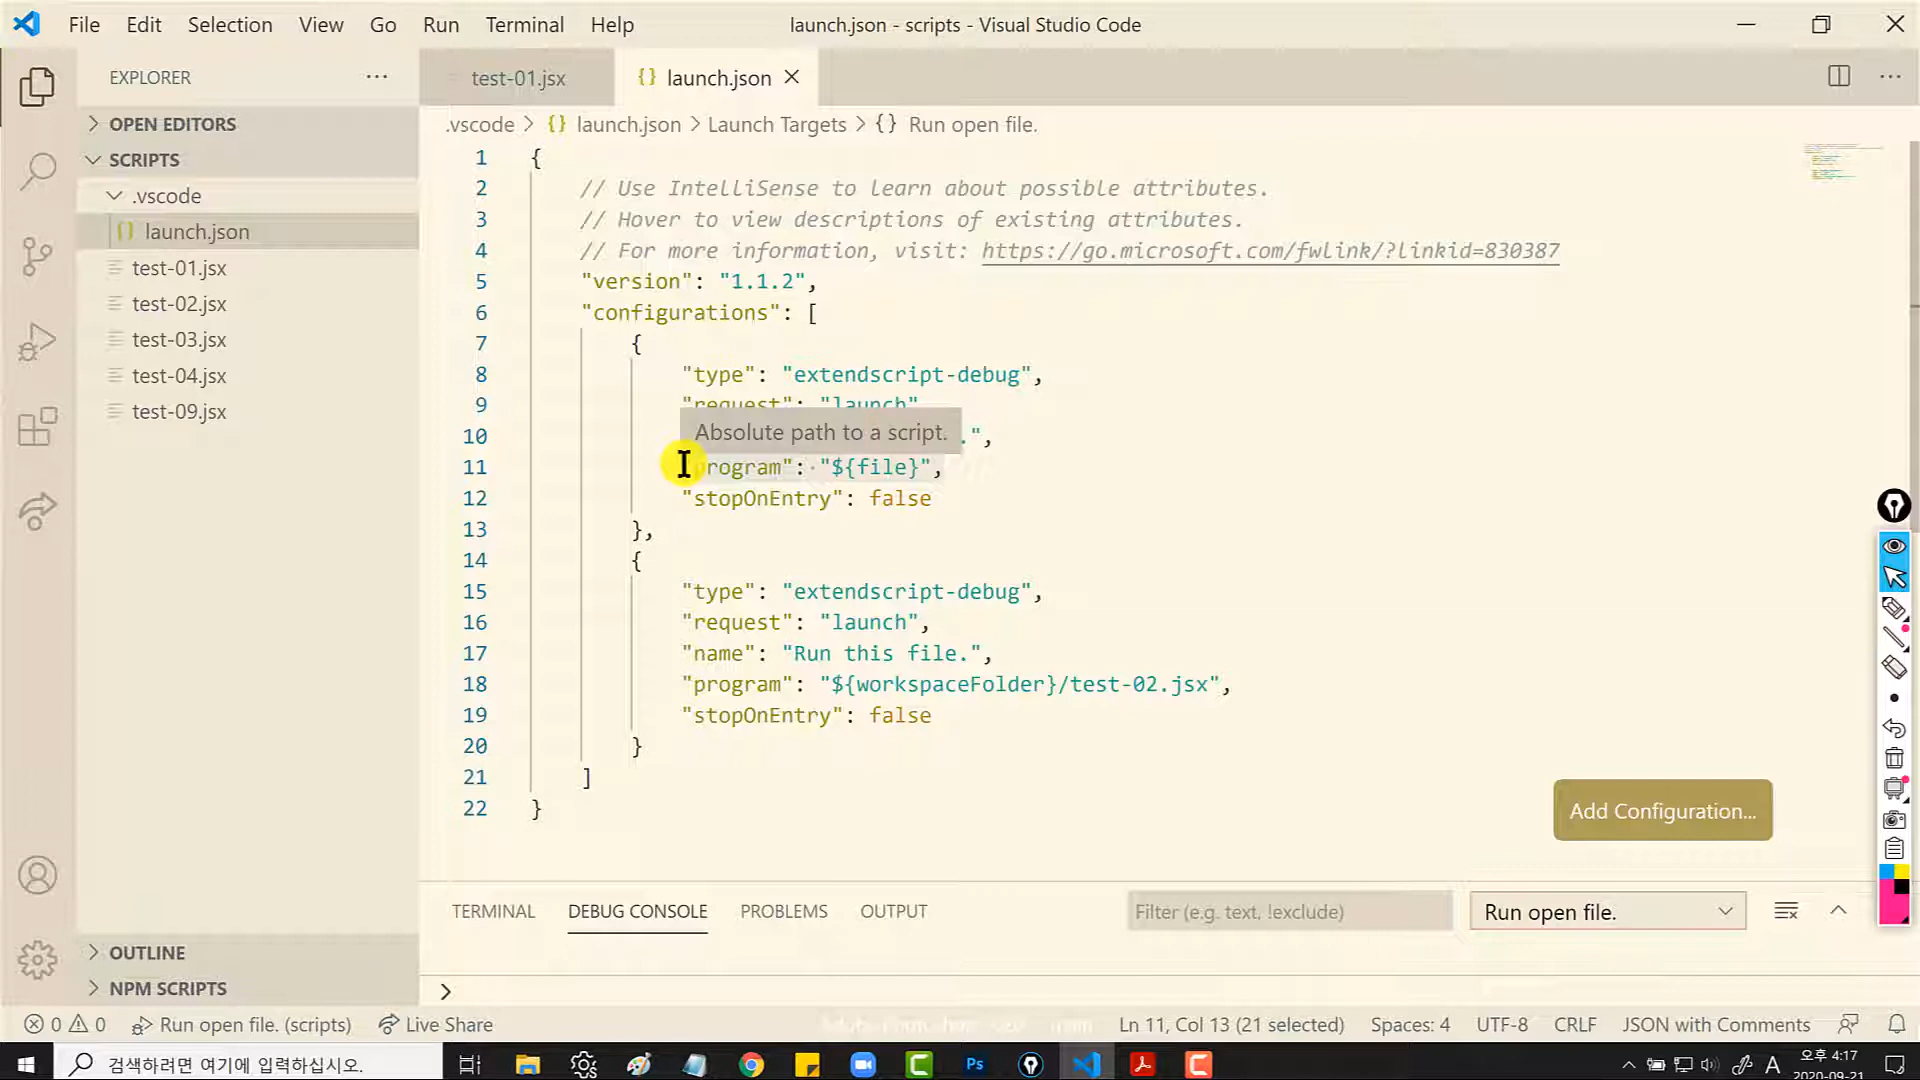 File Edit Selection View Go Run Terminal Help launch.json - scripts - Visual Studio Code
EXPLORER
test-01.jsx
{} launch.json
OPEN EDITORS
SCRIPTS
.vscode
{} launch.json
test-01.jsx
test-02.jsx
test-03.jsx
test-04.jsx
test-09.jsx
OUTLINE
NPM SCRIPTS
.vscode > {} launch.json > Launch Targets > {} Run open file.
1 {
2 // Use IntelliSense to learn about possible attributes.
3 // Hover to view descriptions of existing attributes.
4 // For more information, visit: https://go.microsoft.com/fwlink/?linkid=830387
5 "version": "1.1.2",
6 "configurations": [
7 {
8 "type": "extendscript-debug",
9 "request": "launch"
Absolute path to a script.
10 .",
11 "program": "${file}",
12 "stopOnEntry": false
13 },
14 {
15 "type": "extendscript-debug",
16 "request": "launch",
17 "name": "Run this file.",
18 "program": "${workspaceFolder}/test-02.jsx",
19 "stopOnEntry": false
20 }
21 ]
22 }
Add Configuration...
TERMINAL DEBUG CONSOLE PROBLEMS OUTPUT
Filter (e.g. text, !exclude)
Run open file.
0 0 Run open file. (scripts) Live Share
Ln 11, Col 13 (21 selected) Spaces: 4 UTF-8 CRLF JSON with Comments
검색하려면 여기에 입력하십시오.
Ps
A
오후 4:17
2020-09-21